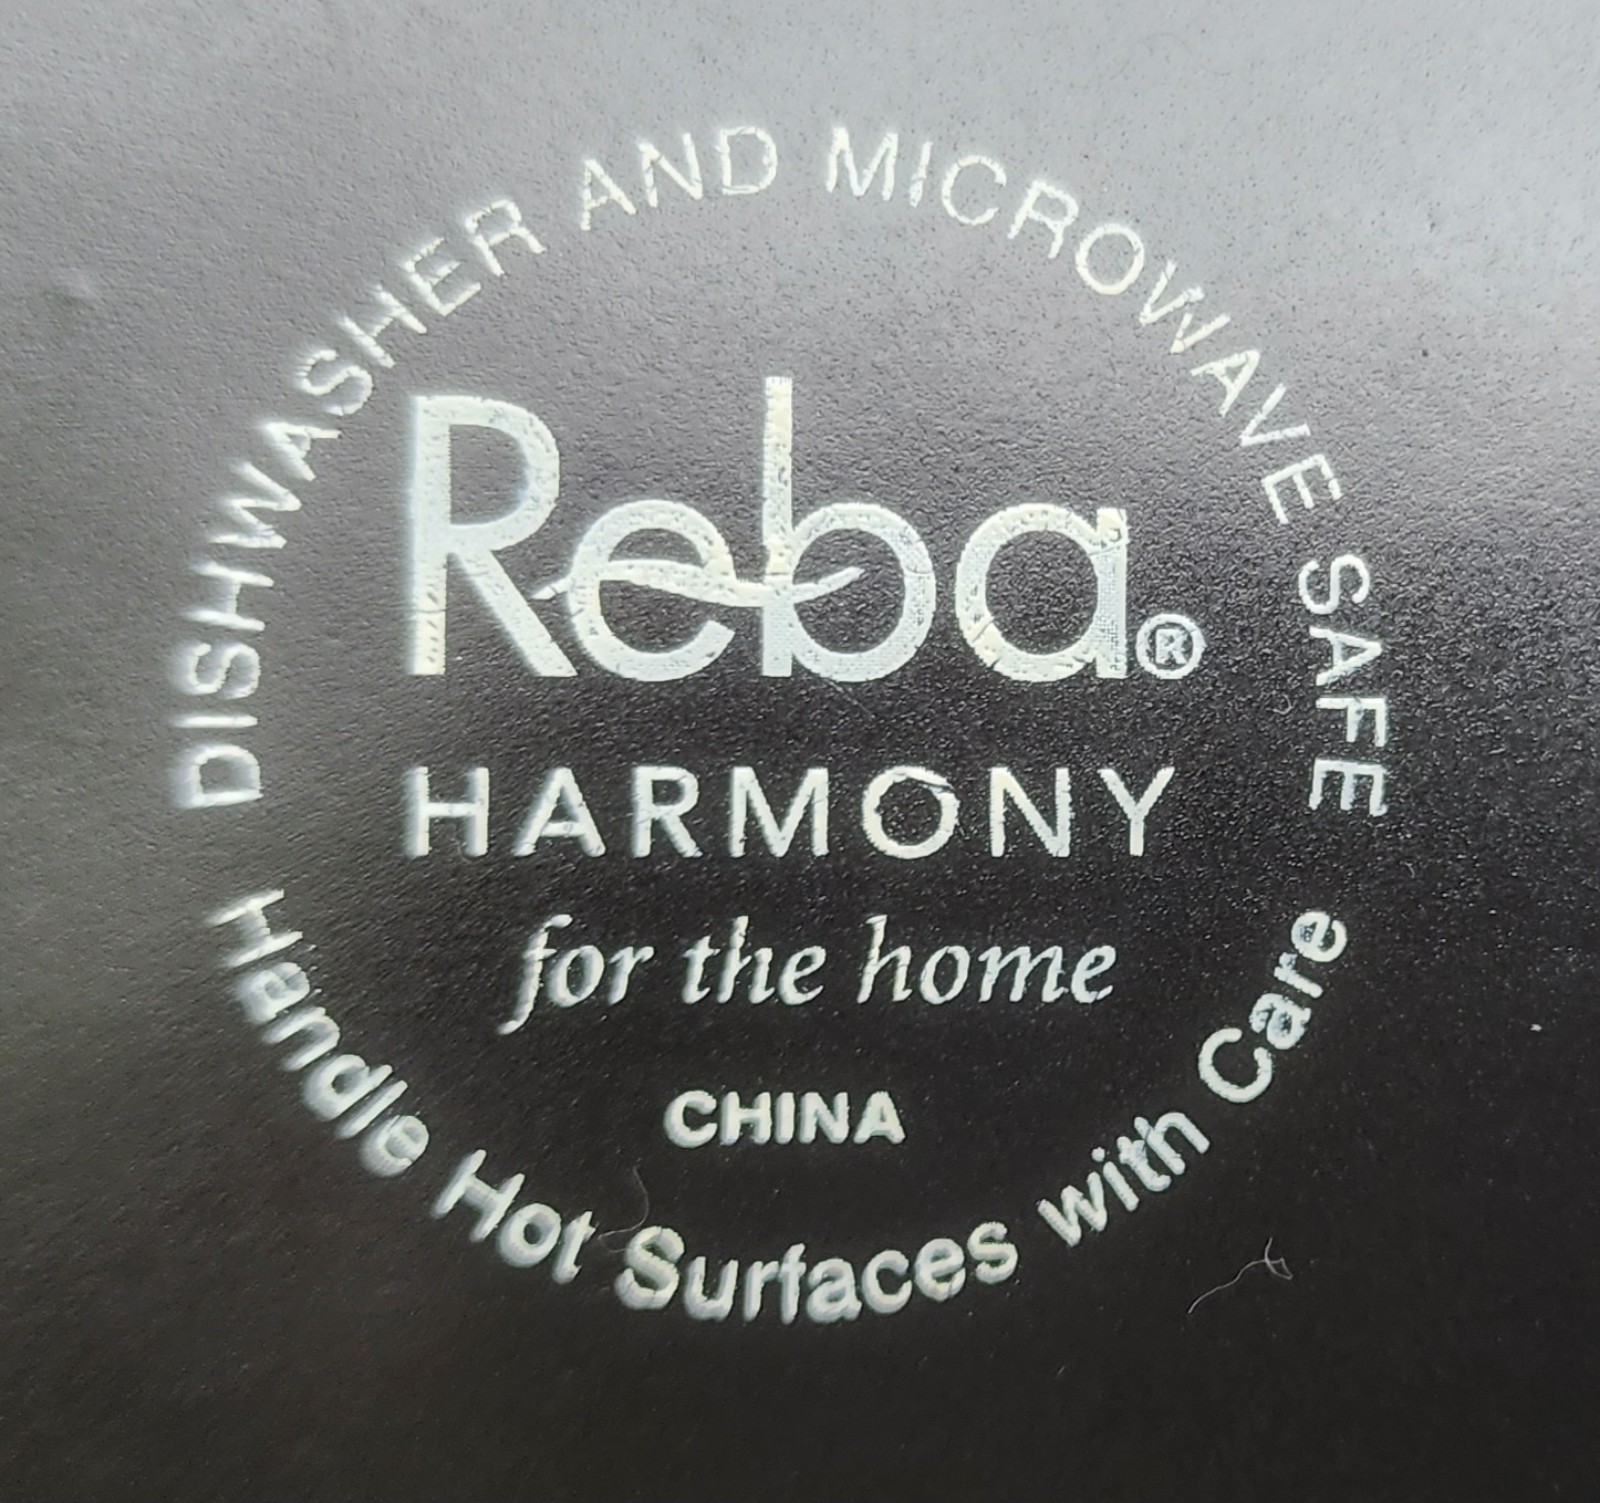 DISHWASHER AND MICROWAVE SAFE
Reba®
HARMONY
for the home
CHINA
Handle Hot Surfaces with Care